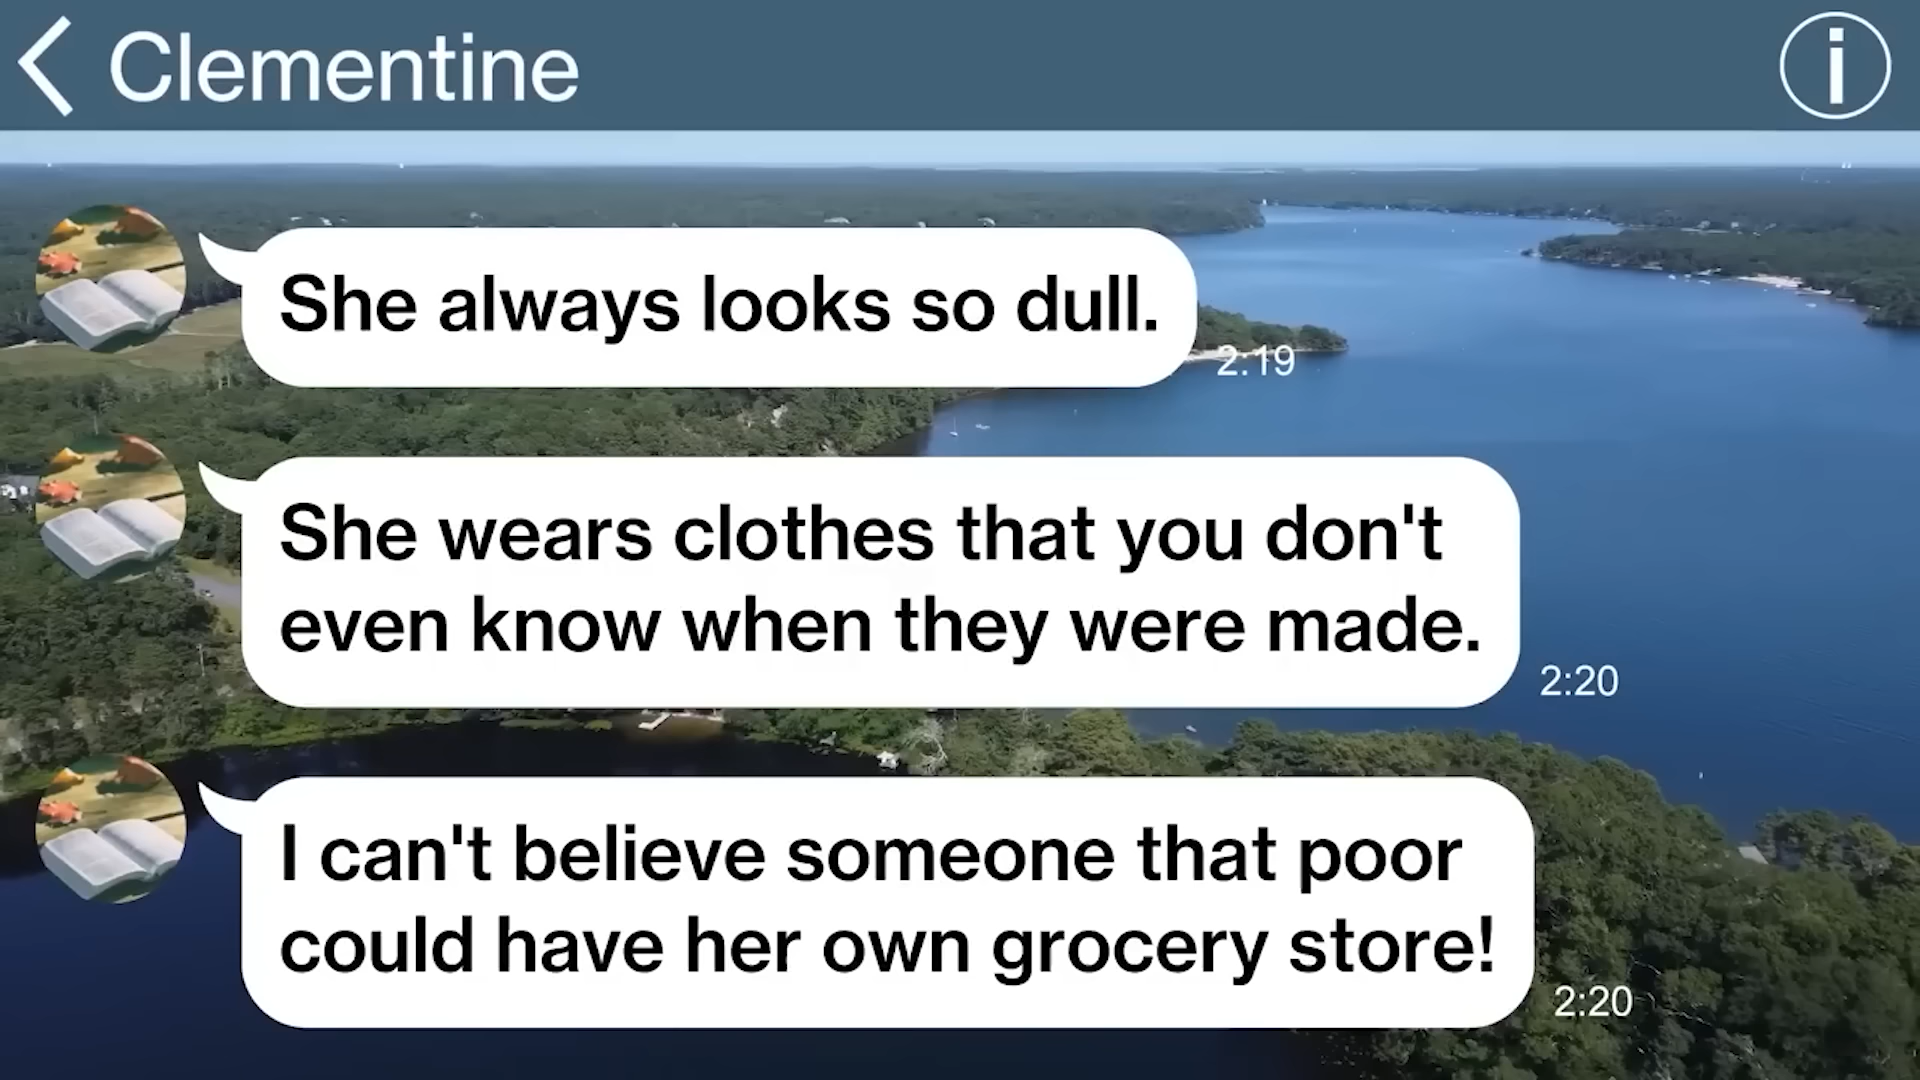 Clementine
She always looks so dull.
2:19
She wears clothes that you don't
even know when they were made.
2:20
I can't believe someone that poor
could have her own grocery store!
2:20